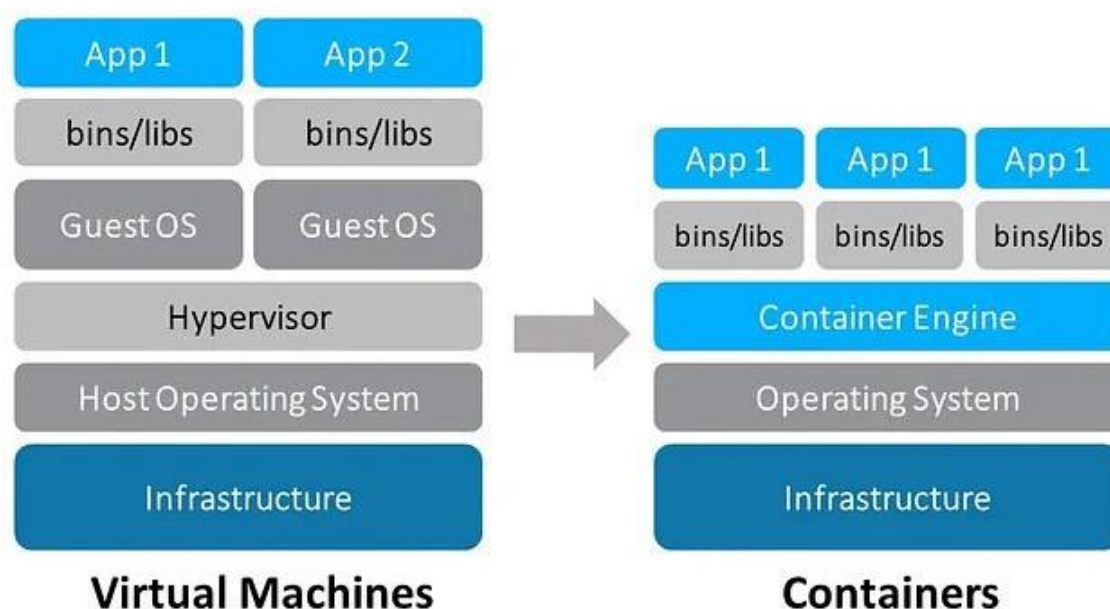 App 1
App 2
bins/libs
bins/libs
Guest OS
Guest OS
Hypervisor
Host Operating System
Infrastructure
Virtual Machines
App 1
App 1
App 1
bins/libs
bins/libs
bins/libs
Container Engine
Operating System
Infrastructure
Containers